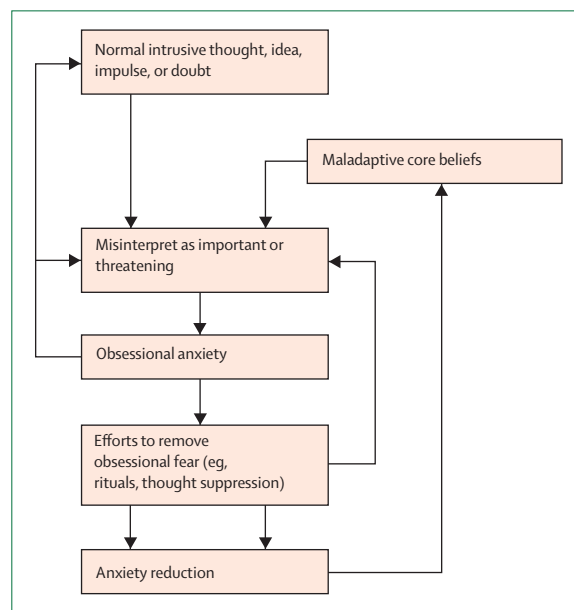 Normal intrusive thought, idea,
impulse, or doubt
Maladaptive core beliefs
Misinterpret as important or
threatening
Obsessional anxiety
Efforts to remove
obsessional fear (eg,
rituals, thought suppression)
Anxiety reduction